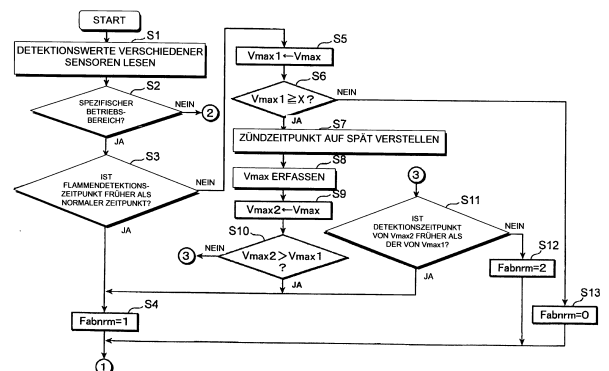 START
S1
DETEKTIONSWERTE VERSCHIEDENER
SENSOREN LESEN
S2
SPEZIFISCHER
BETRIEBS-
BEREICH?
NEIN
2
JA
S3
IST
FLAMMENDETEKTIONS-
ZEITPUNKT FRÜHER ALS
NORMALER ZEITPUNKT?
NEIN
JA
S4
Fabnrm=1
1
S5
Vmax1←Vmax
S6
Vmax1≧X?
NEIN
JA
S7
ZÜNDZEITPUNKT AUF SPÄT VERSTELLEN
S8
Vmax ERFASSEN
S9
Vmax2←Vmax
S10
NEIN
3
Vmax2>Vmax1
?
JA
3
S11
IST
DETEKTIONSZEITPUNKT
VON Vmax2 FRÜHER ALS
DER VON Vmax1?
NEIN
JA
S12
Fabnrm=2
S13
Fabnrm=0